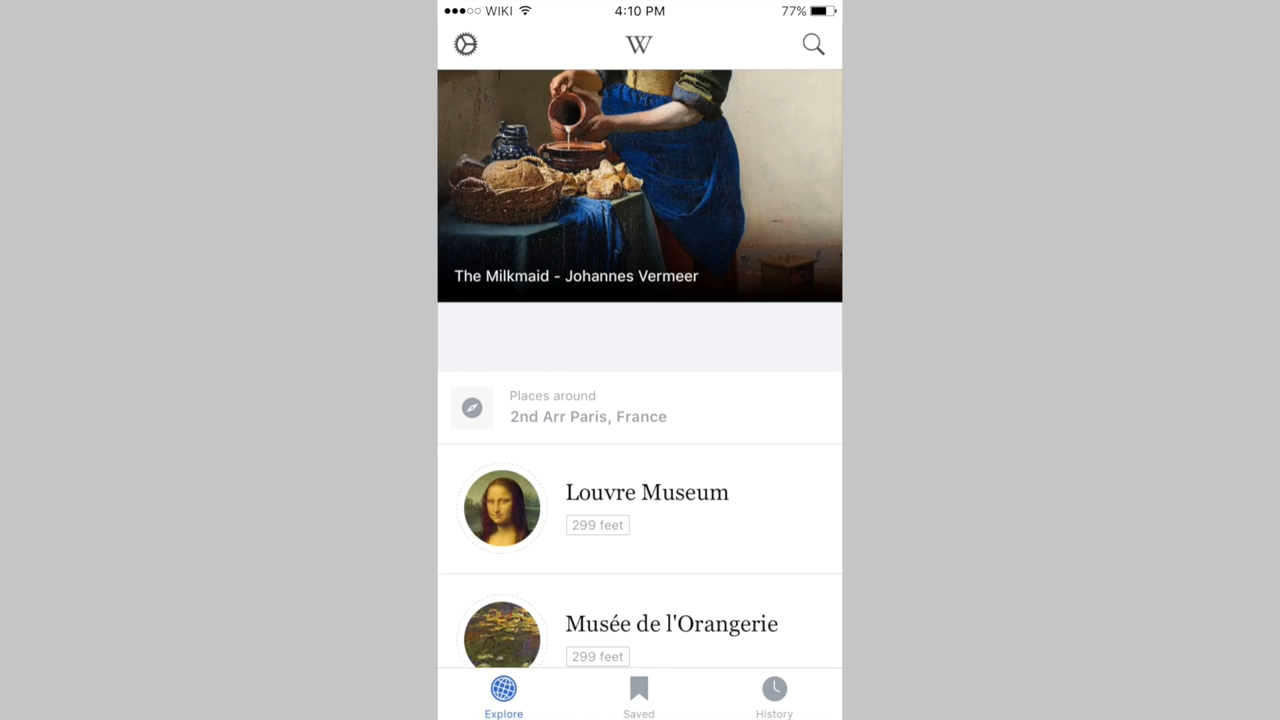 WIKI 4:10 PM 77%
W
The Milkmaid - Johannes Vermeer
Places around
2nd Arr Paris, France
Louvre Museum
299 feet
Musée de l'Orangerie
299 feet
Explore Saved History